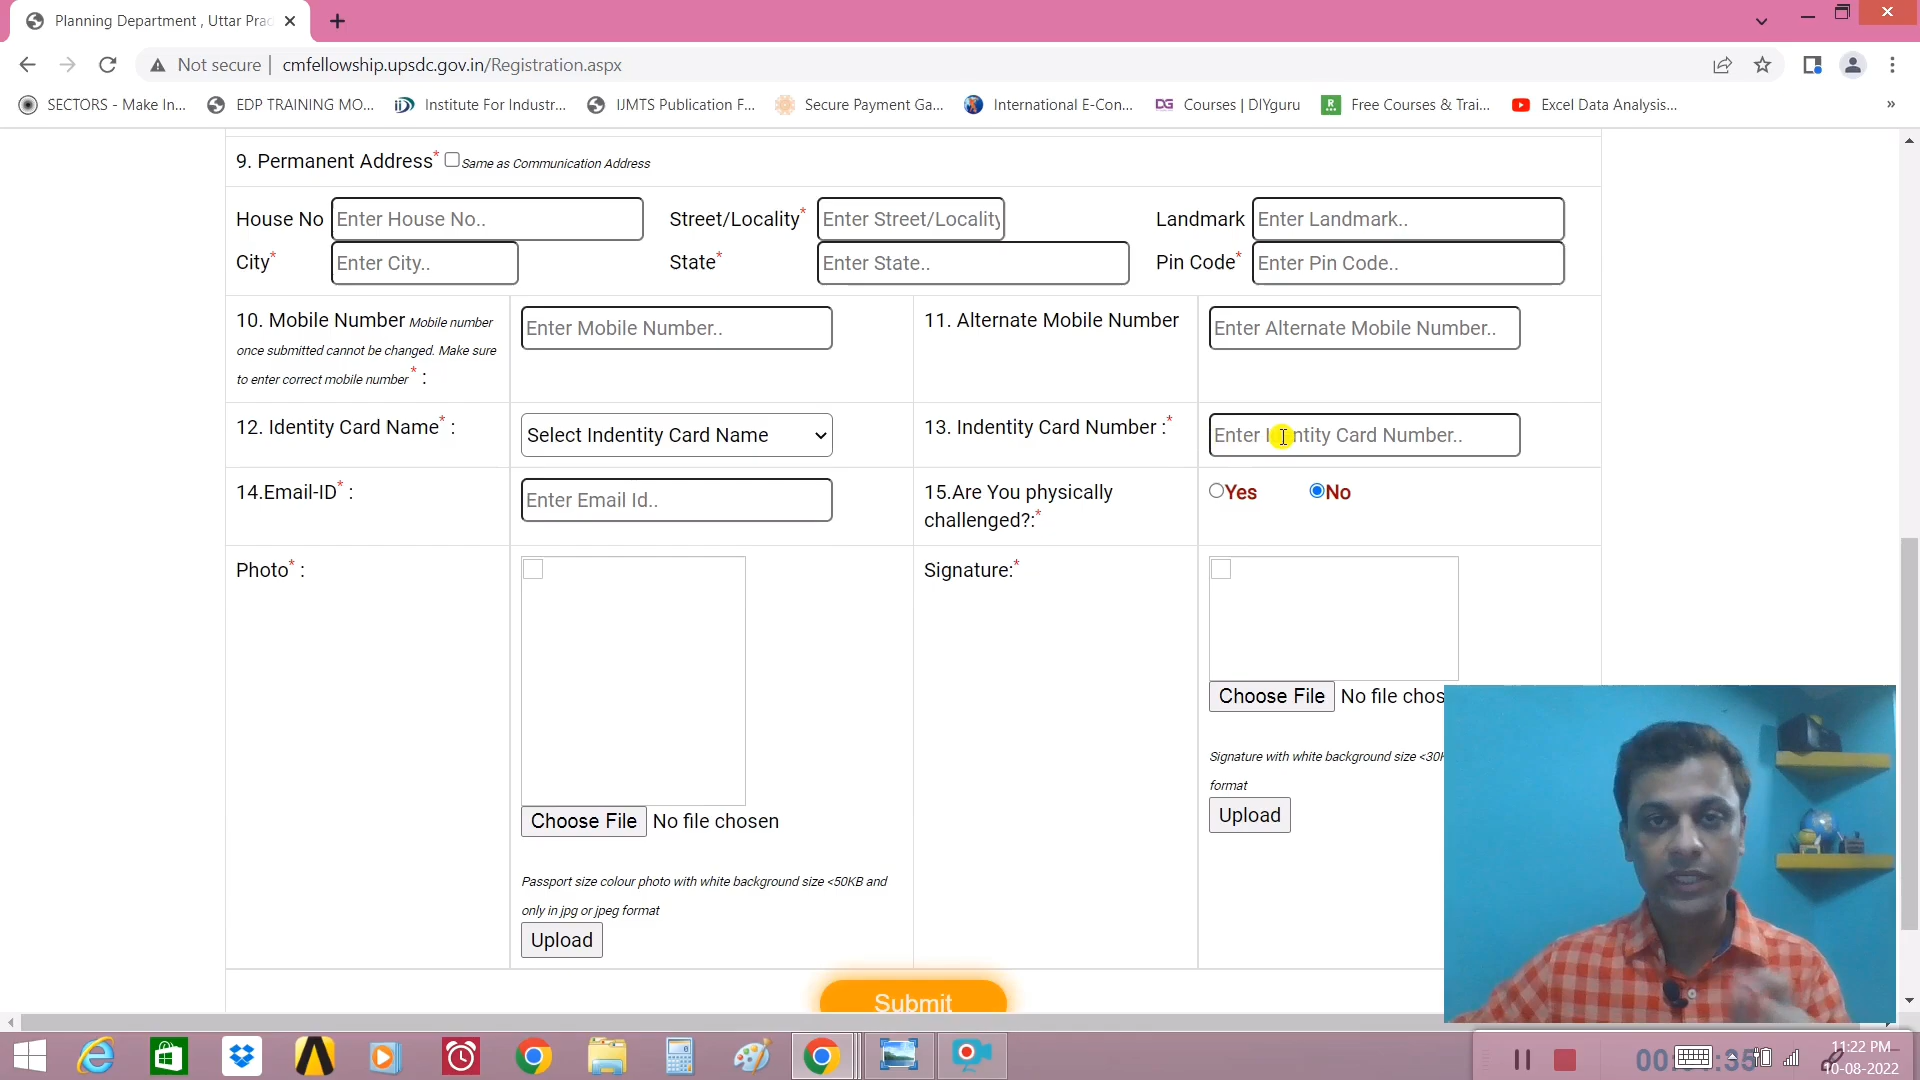 Planning Department , Uttar Prad
Not secure | cmfellowship.upsdc.gov.in/Registration.aspx
SECTORS - Make In... EDP TRAINING MO... Institute For Industr... IJMTS Publication F... Secure Payment Ga... International E-Con... DG Courses | DIYguru R. Free Courses & Trai... Excel Data Analysis... »
9. Permanent Address* Same as Communication Address
House No Enter House No.. Street/Locality* Enter Street/Locality Landmark Enter Landmark..
City* Enter City.. State* Enter State.. Pin Code* Enter Pin Code..
10. Mobile Number Mobile number Enter Mobile Number.. 11. Alternate Mobile Number Enter Alternate Mobile Number..
once submitted cannot be changed. Make sure
to enter correct mobile number* :
12. Identity Card Name* : Select Indentity Card Name 13. Indentity Card Number :* Enter Identity Card Number..
14.Email-ID* : Enter Email Id.. 15.Are You physically Yes No
challenged?:*
Photo* : Signature:*
Choose File No file chos
Signature with white background size <30
format
Upload
Choose File No file chosen
Passport size colour photo with white background size <50KB and
only in jpg or jpeg format
Upload
Submit
11:22 PM
10-08-2022